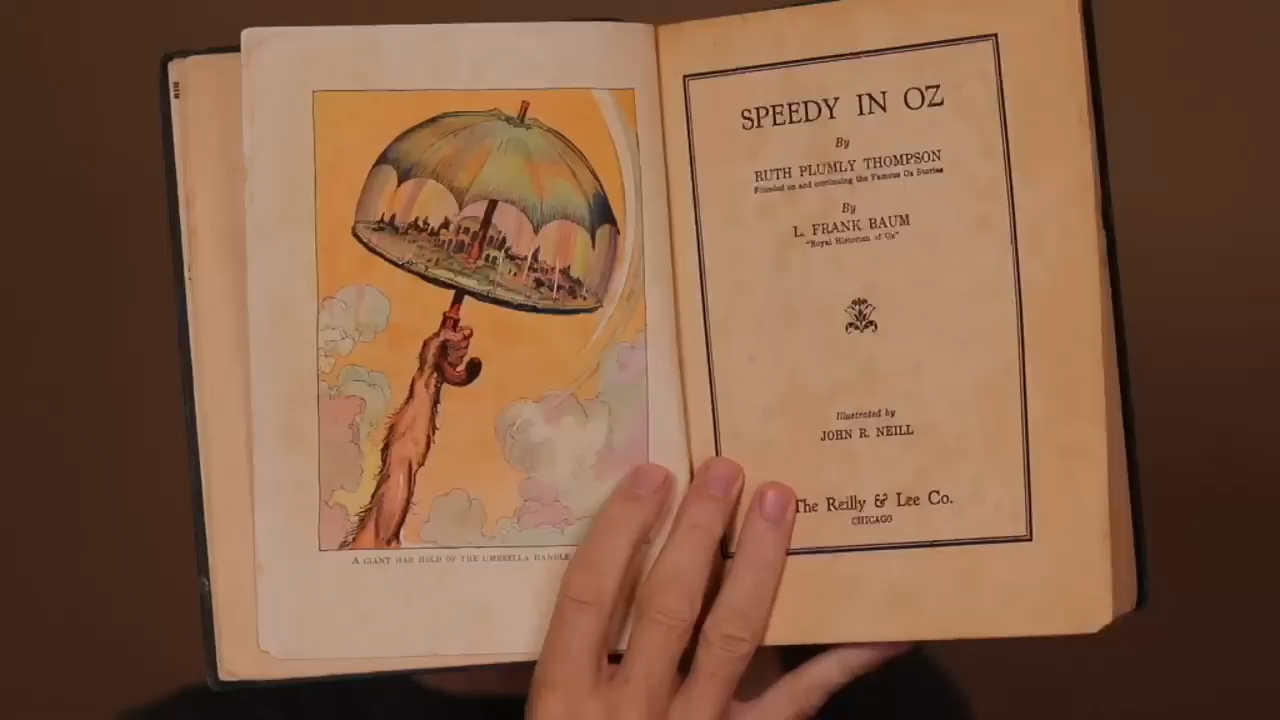 A GIANT HAD HOLD OF THE UMBRELLA HANDLE
SPEEDY IN OZ
By
RUTH PLUMLY THOMPSON
Founded on and continuing the Famous Oz Stories
By
L. FRANK BAUM
"Royal Historian of Oz"
Illustrated by
JOHN R. NEILL
The Reilly & Lee Co.
CHICAGO